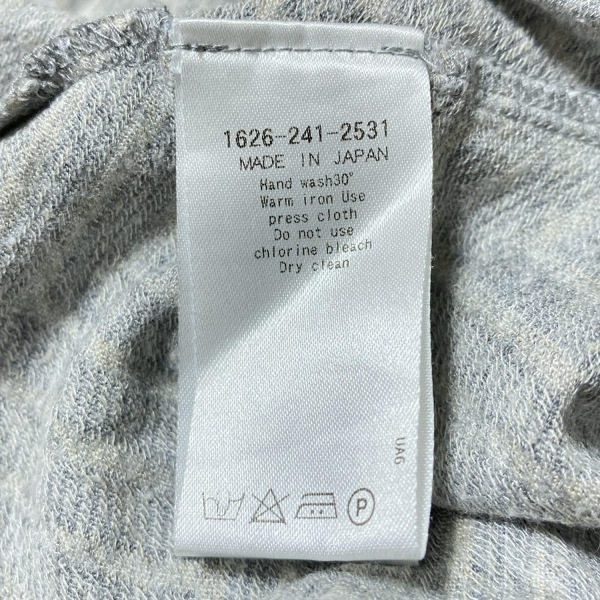 1626-241-2531
MADE IN JAPAN
Hand wash30°
Warm iron Use
press cloth
Do not use
chlorine bleach
Dry clean
UA6
P